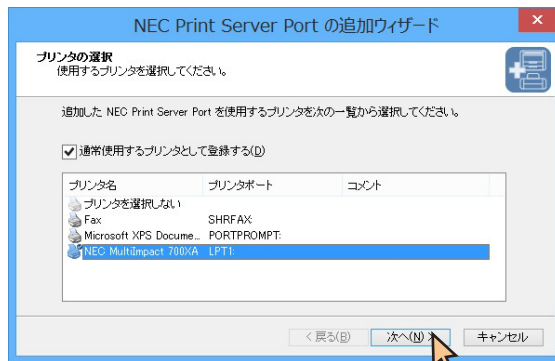 NEC Print Server Port の追加ウィザード
プリンタの選択
使用するプリンタを選択してください。
追加した NEC Print Server Port を使用するプリンタを次の一覧から選択してください。
通常使用するプリンタとして登録する(D)
プリンタ名 プリンタポート コメント
プリンタを選択しない
Fax SHRFAX:
Microsoft XPS Docume... PORTPROMPT:
NEC MultiImpact 700XA LPT1:
< 戻る(B) 次へ(N) > キャンセル